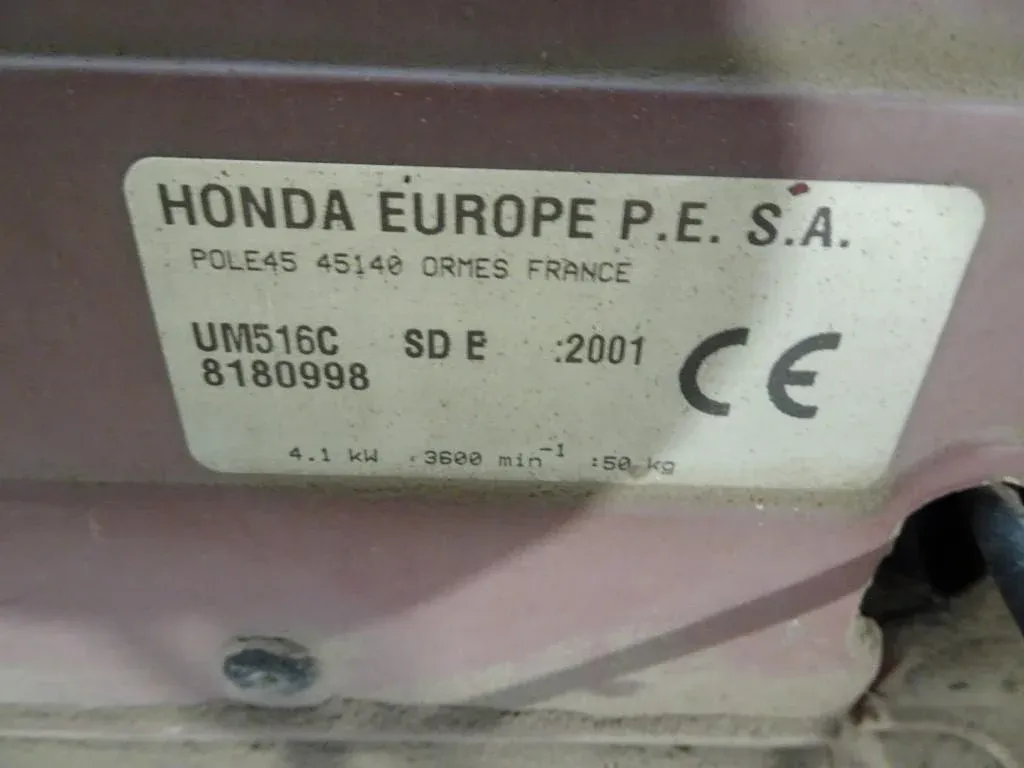 HONDA EUROPE P.E. S.A.
POLE45 45140 ORMES FRANCE
UM516C SD E :2001
8180998
CE
4.1 kW :3600 min-1 :50 kg